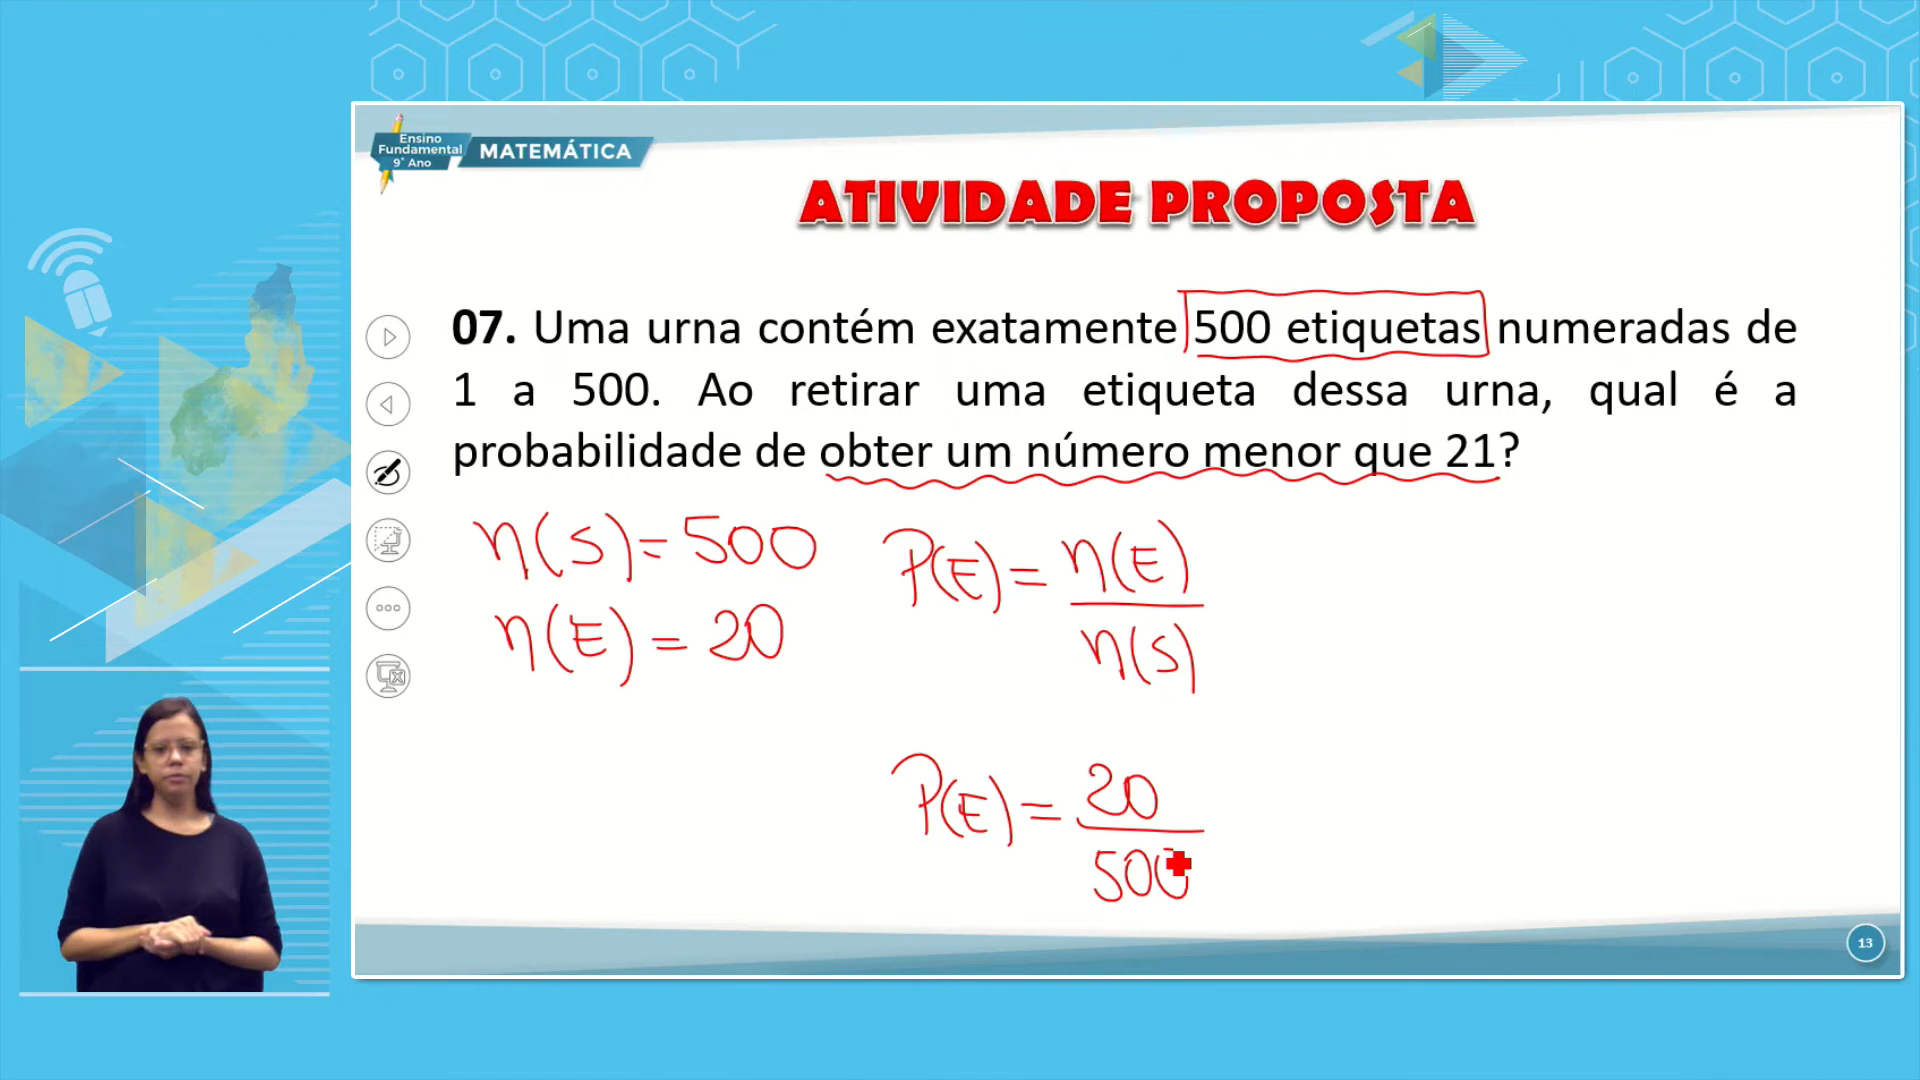 Ensino
Fundamental
9° Ano
MATEMÁTICA
ATIVIDADE PROPOSTA
07. Uma urna contém exatamente 500 etiquetas numeradas de
1 a 500. Ao retirar uma etiqueta dessa urna, qual é a
probabilidade de obter um número menor que 21?
n(S) = 500
n(E) = 20
P(E) = n(E)
n(S)
P(E) = 20
500
13